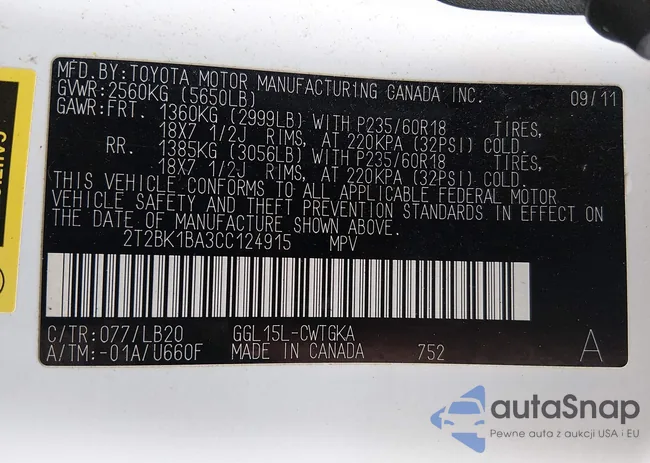 MFD.BY:TOYOTA MOTOR MANUFACTURING CANADA INC. 09/11
GVWR:2560KG (5650LB)
GAWR:FRT. 1360KG (2999LB) WITH P235/60R18 TIRES,
18X7 1/2J RIMS, AT 220KPA (32PSI) COLD.
RR. 1385KG (3056LB) WITH P235/60R18 TIRES,
18X7 1/2J RIMS, AT 220KPA (32PSI) COLD.
THIS VEHICLE CONFORMS TO ALL APPLICABLE FEDERAL MOTOR
VEHICLE SAFETY AND THEFT PREVENTION STANDARDS IN EFFECT ON
THE DATE OF MANUFACTURE SHOWN ABOVE.
2T2BK1BA3CC124915 MPV
C/TR:077/LB20 GGL15L-CWTGKA
A/TM:-01A/U660F MADE IN CANADA 752 A
autaSnap
Pewne auta z aukcji USA i EU